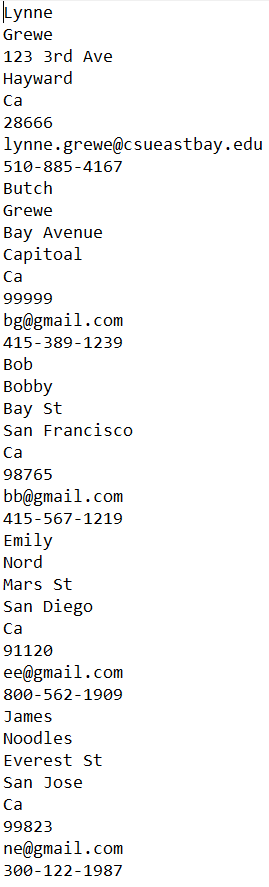 Lynne
Grewe
123 3rd Ave
Hayward
Ca
28666
lynne.grewe@csueastbay.edu
510-885-4167
Butch
Grewe
Bay Avenue
Capitoal
Ca
99999
bg@gmail.com
415-389-1239
Bob
Bobby
Bay St
San Francisco
Ca
98765
bb@gmail.com
415-567-1219
Emily
Nord
Mars St
San Diego
Ca
91120
ee@gmail.com
800-562-1909
James
Noodles
Everest St
San Jose
Ca
99823
ne@gmail.com
300-122-1987